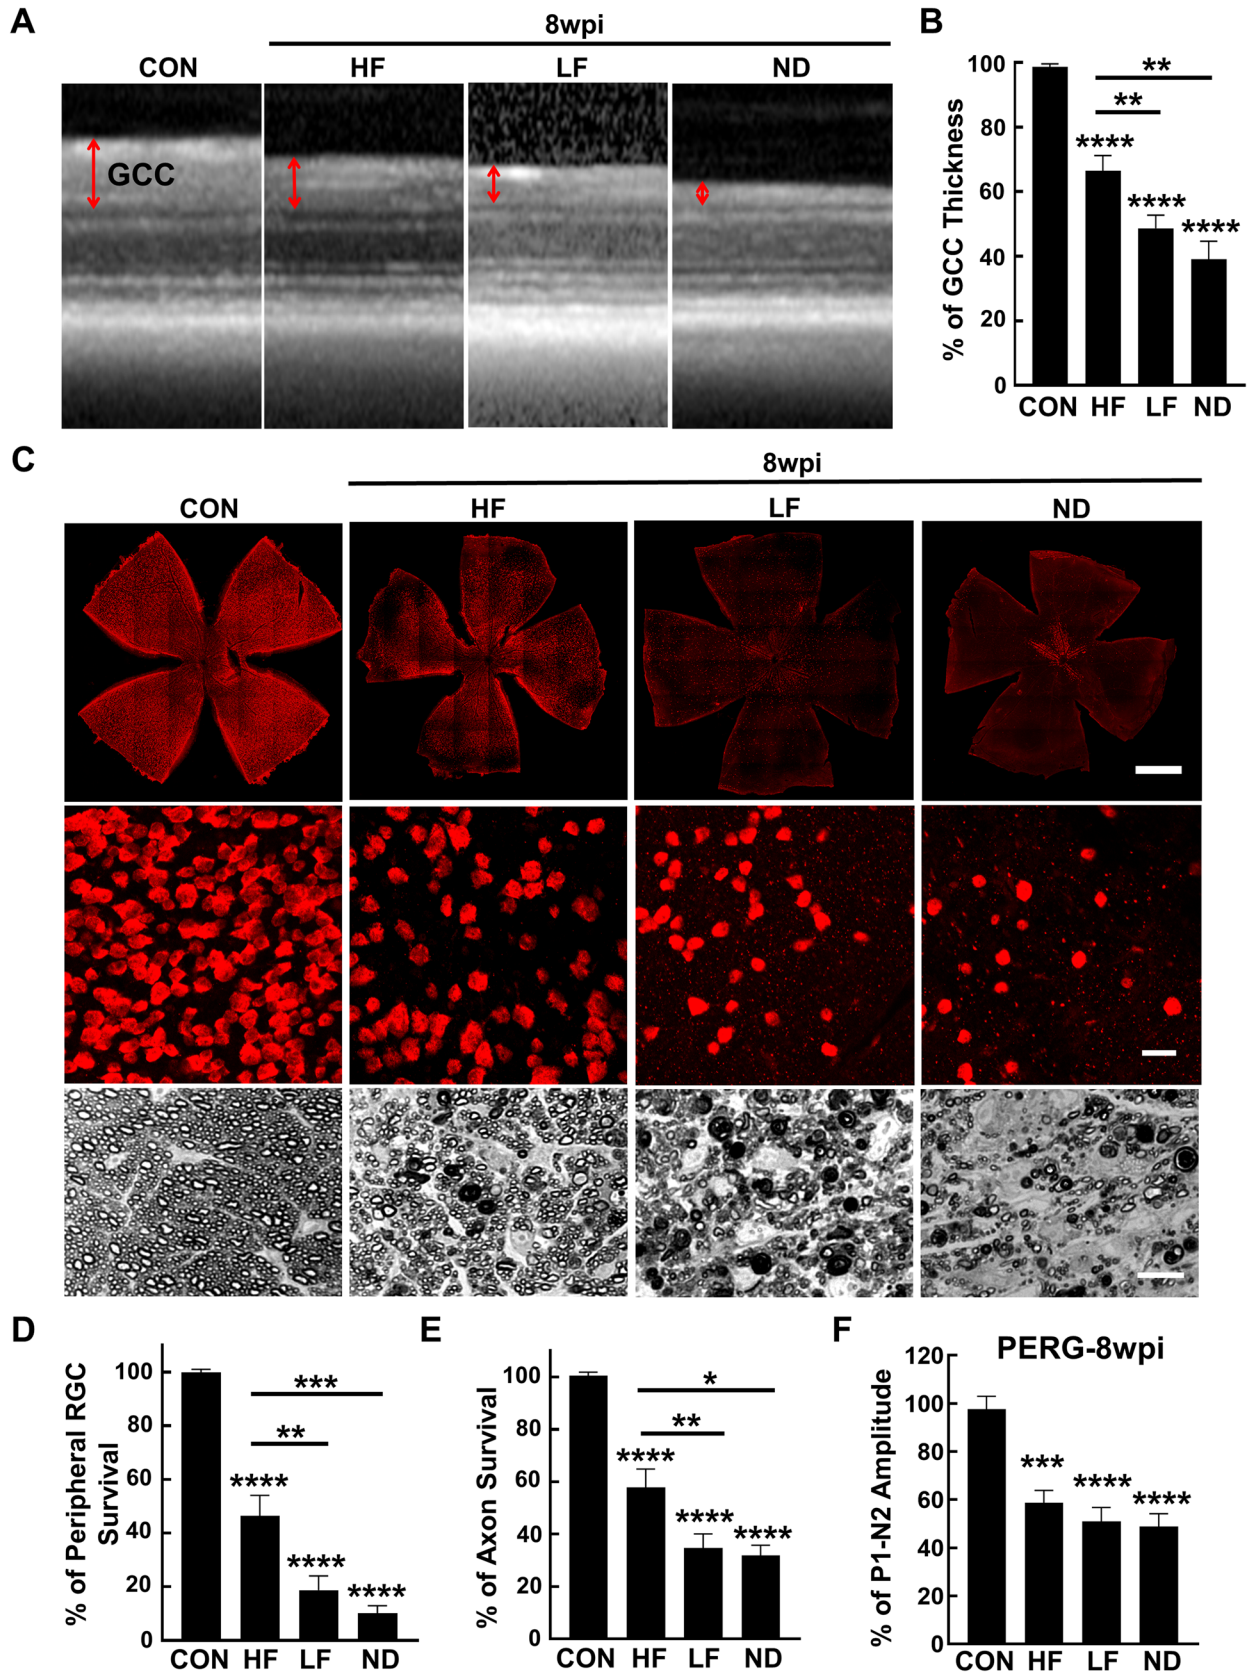 A
8wpi
CON HF LF ND
GCC
B
% of GCC Thickness
100
80
60
40
20
0
**
**
****
****
****
CON HF LF ND
C
8wpi
CON HF LF ND
D
% of Peripheral RGC
Survival
100
80
60
40
20
0
***
**
****
****
****
CON HF LF ND
E
% of Axon Survival
100
80
60
40
20
0
*
**
****
****
****
CON HF LF ND
F
PERG-8wpi
% of P1-N2 Amplitude
120
100
80
60
40
20
0
***
****
****
CON HF LF ND